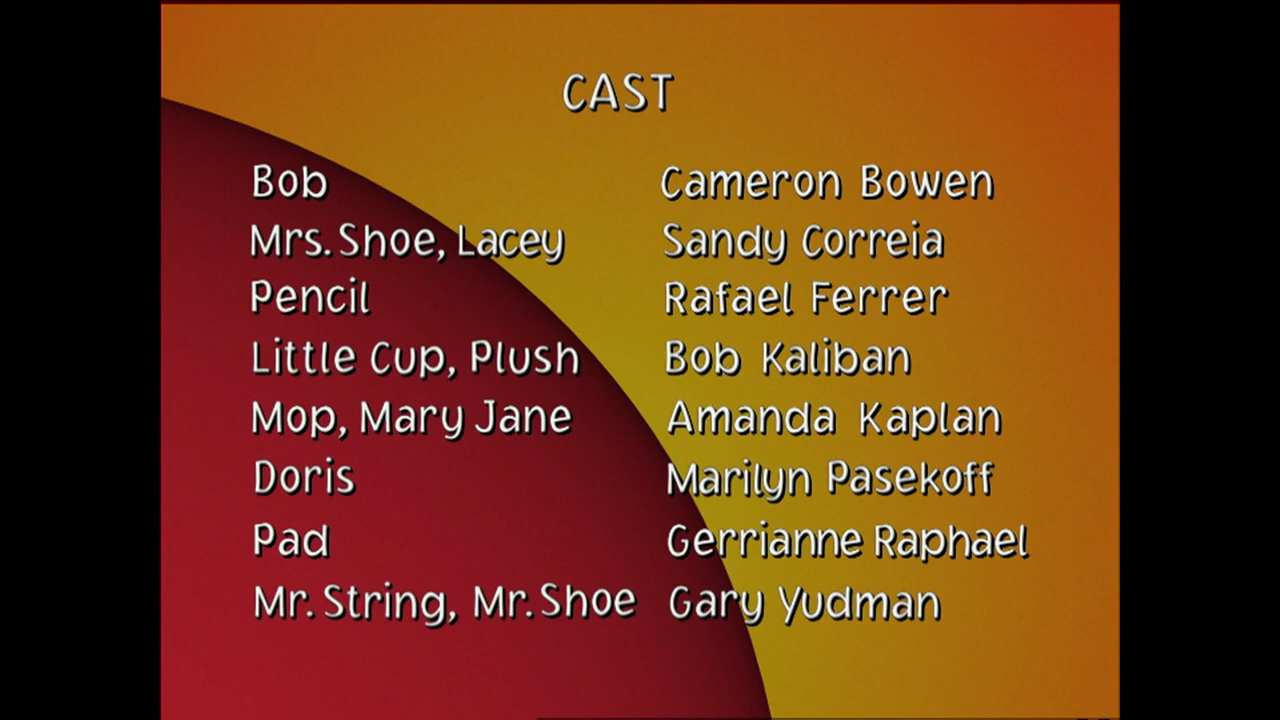 CAST
Bob Cameron Bowen
Mrs. Shoe, Lacey Sandy Correia
Pencil Rafael Ferrer
Little Cup, Plush Bob Kaliban
Mop, Mary Jane Amanda Kaplan
Doris Marilyn Pasekoff
Pad Gerrianne Raphael
Mr. String, Mr. Shoe Gary Yudman